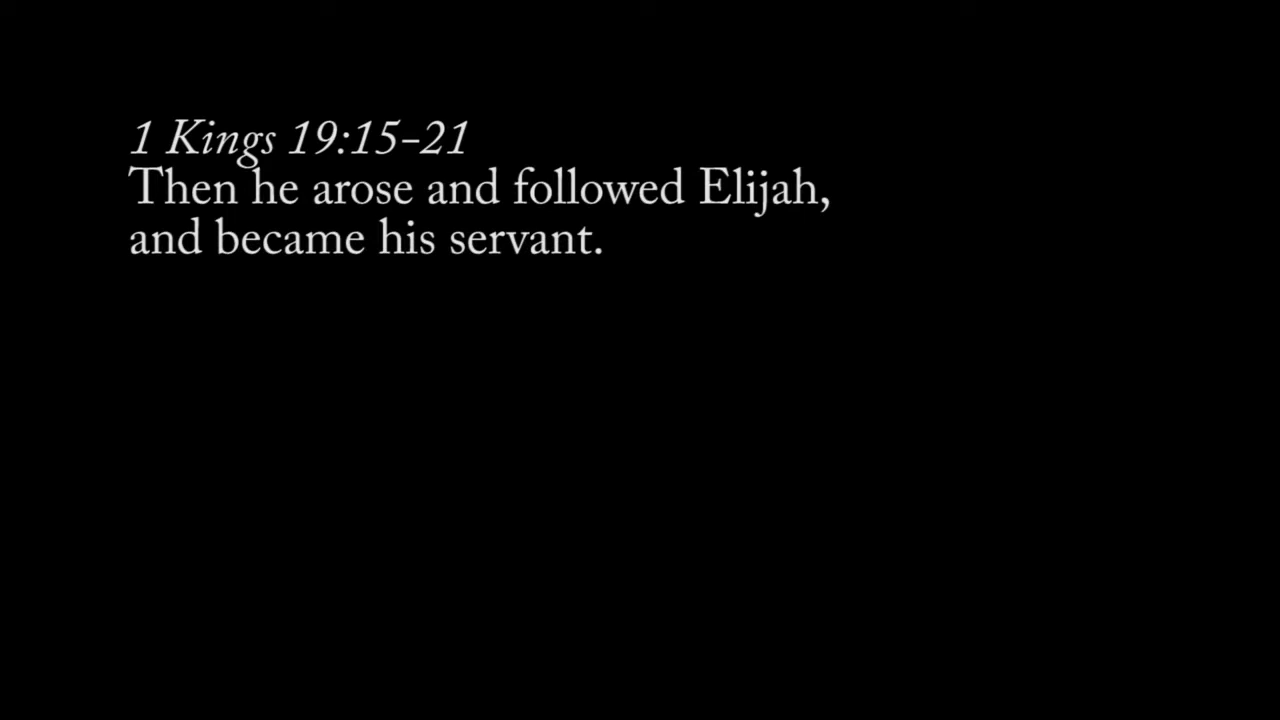 1 Kings 19:15–21
Then he arose and followed Elijah,
and became his servant.